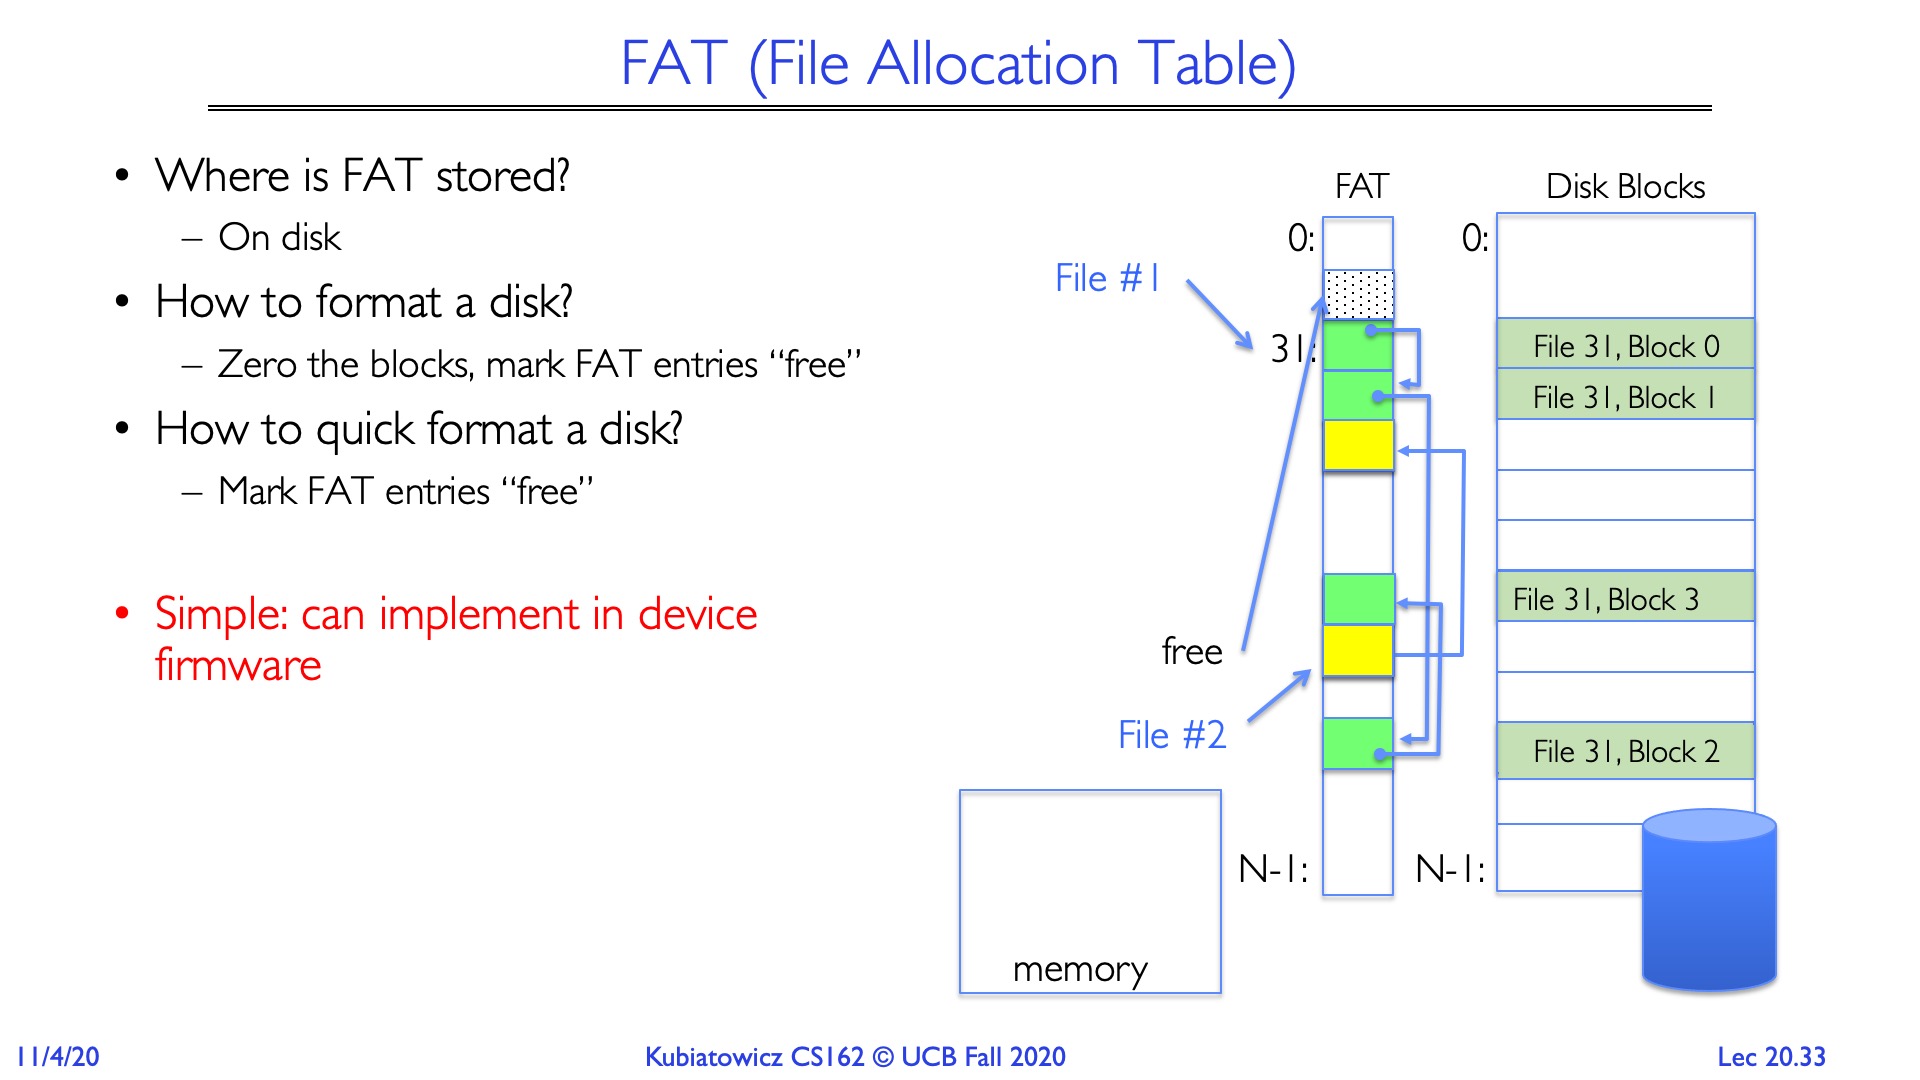 FAT (File Allocation Table)
• Where is FAT stored?
– On disk
• How to format a disk?
– Zero the blocks, mark FAT entries “free”
• How to quick format a disk?
– Mark FAT entries “free”
• Simple: can implement in device
firmware
FAT
Disk Blocks
0:
0:
File #1
31:
File 31, Block 0
File 31, Block 1
File 31, Block 3
free
File #2
File 31, Block 2
N-1:
N-1:
memory
11/4/20
Kubiatowicz CS162 © UCB Fall 2020
Lec 20.33